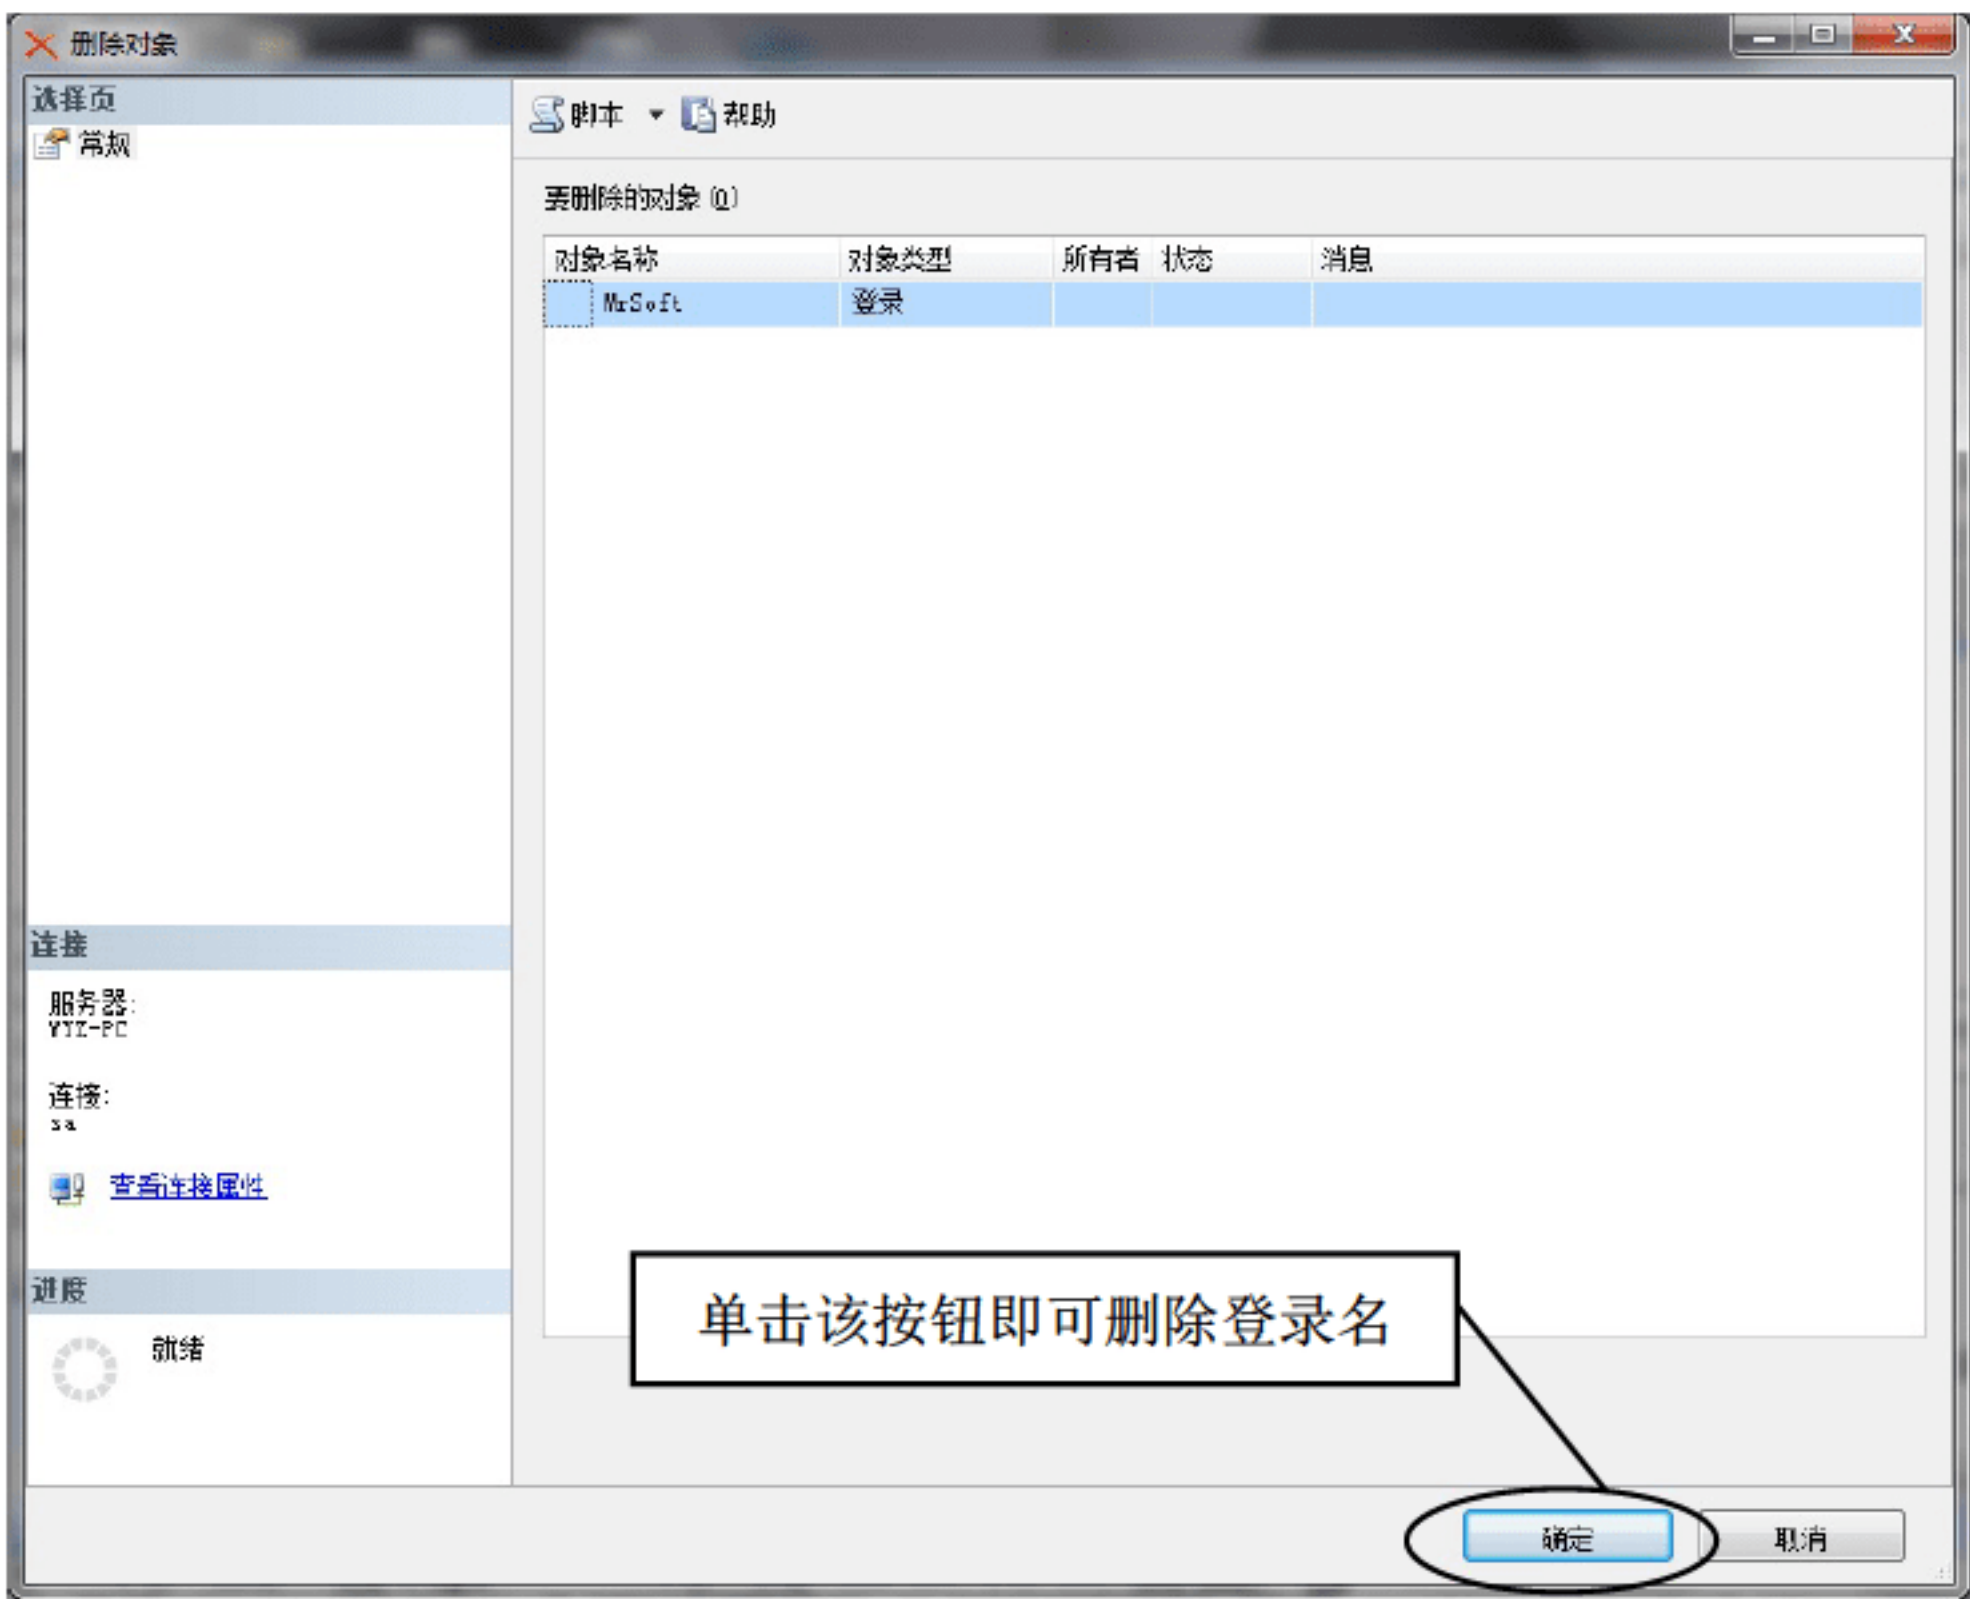 删除对象
选择页
常规
脚本 帮助
要删除的对象(O)
对象名称 对象类型 所有者 状态 消息
MrSoft 登录
连接
服务器:
连接:
sa
查看连接属性
进度
就绪
单击该按钮即可删除登录名
确定 取消